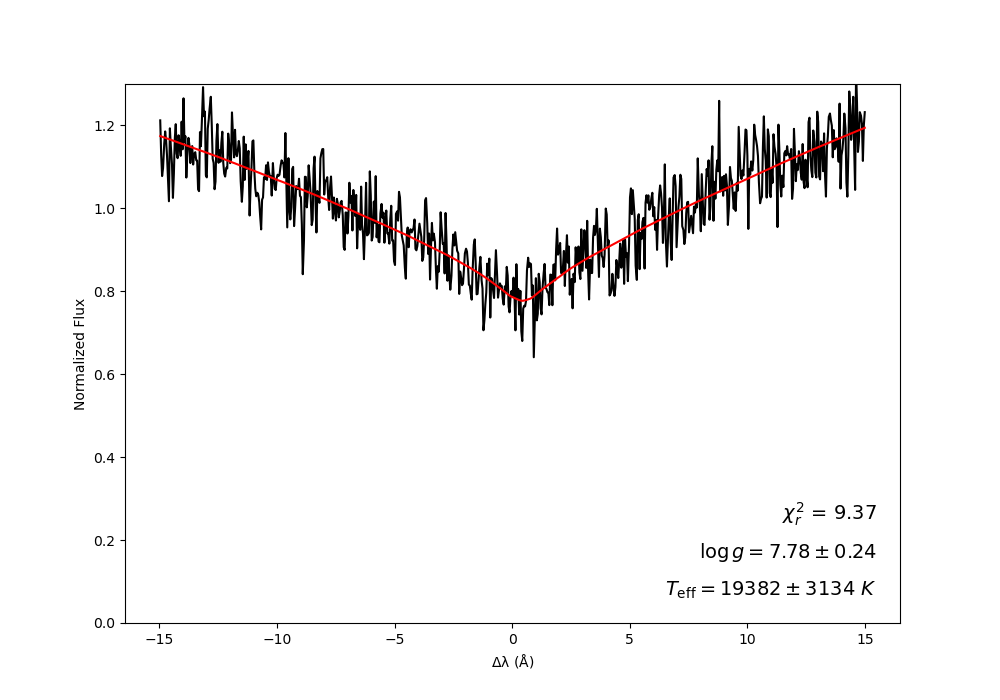 1.2
1.0
0.8
0.6
0.4
0.2
0.0
Normalized Flux
χ²ᵣ = 9.37
log g = 7.78 ± 0.24
T_eff = 19382 ± 3134 K
−15 −10 −5 0 5 10 15
Δλ (Å)